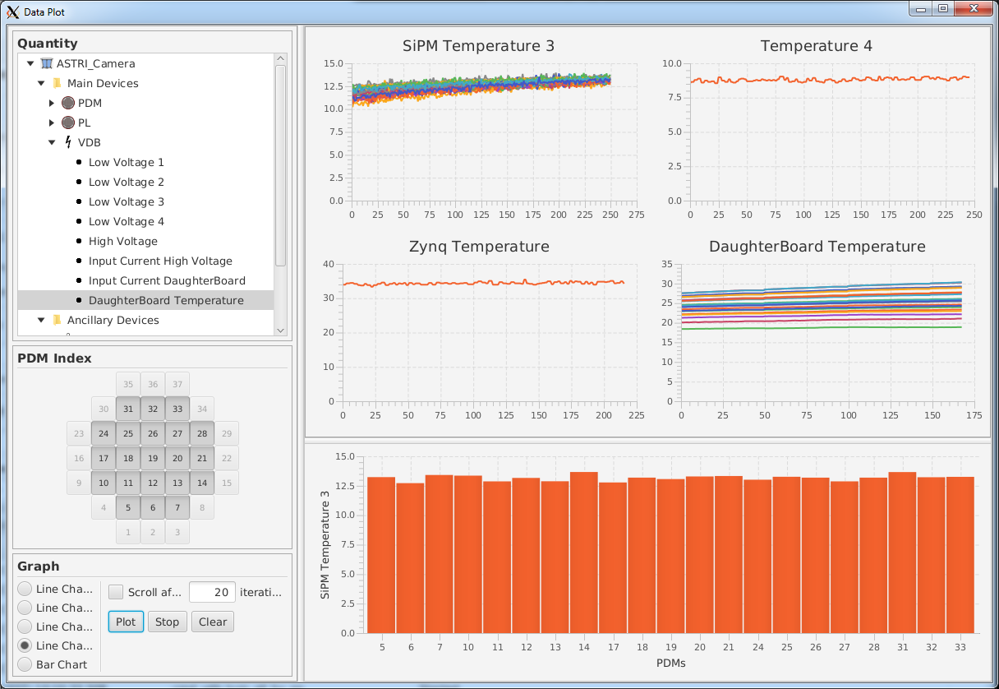 Data Plot
Quantity
ASTRI_Camera
Main Devices
PDM
PL
VDB
Low Voltage 1
Low Voltage 2
Low Voltage 3
Low Voltage 4
High Voltage
Input Current High Voltage
Input Current DaughterBoard
DaughterBoard Temperature
Ancillary Devices
PDM Index
35 36 37
30 31 32 33 34
23 24 25 26 27 28 29
16 17 18 19 20 21 22
9 10 11 12 13 14 15
4 5 6 7 8
1 2 3
Graph
Line Cha...
Line Cha...
Line Cha...
Line Cha...
Bar Chart
Scroll af... 20 iterati...
Plot Stop Clear
SiPM Temperature 3
15.0
12.5
10.0
7.5
5.0
2.5
0.0
0 25 50 75 100 125 150 175 200 225 250 275
Temperature 4
10.0
7.5
5.0
2.5
0.0
0 25 50 75 100 125 150 175 200 225 250
Zynq Temperature
40
30
20
10
0
0 25 50 75 100 125 150 175 200 225
DaughterBoard Temperature
35
30
25
20
15
10
5
0
0 25 50 75 100 125 150 175
SiPM Temperature 3
15.0
12.5
10.0
7.5
5.0
2.5
0.0
5 6 7 10 11 12 13 14 17 18 19 20 21 24 25 26 27 28 31 32 33
PDMs